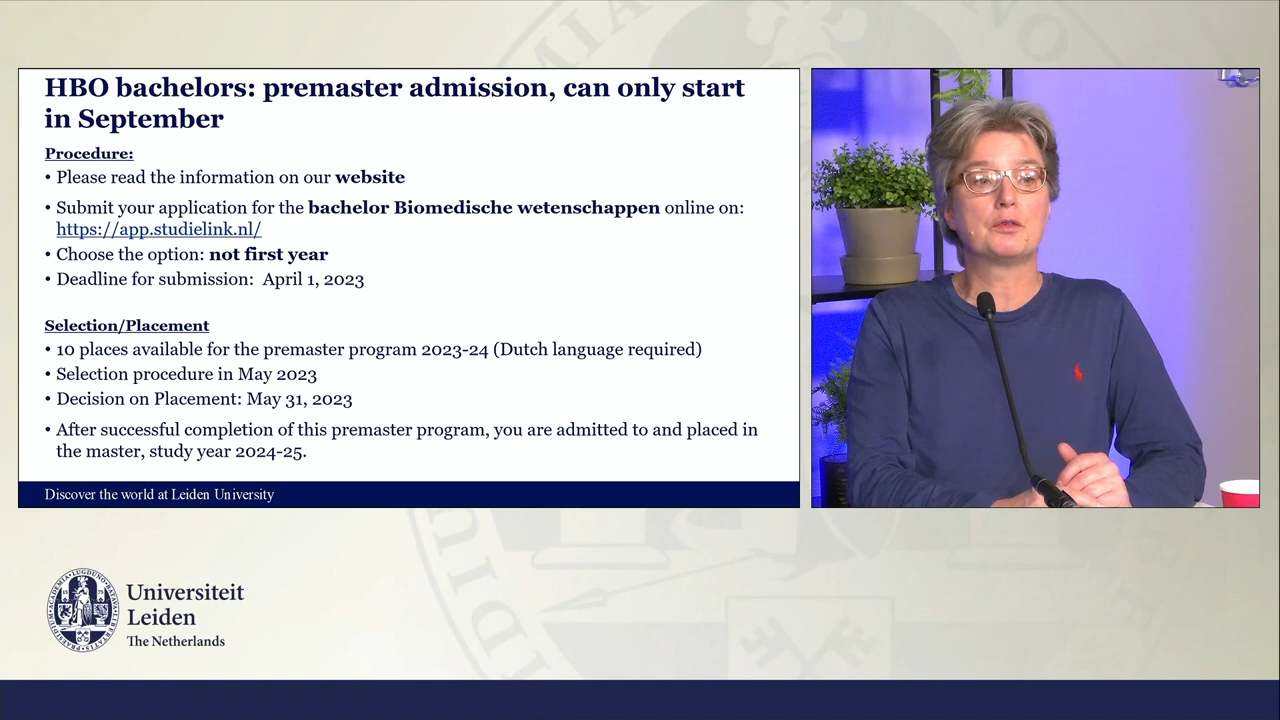 HBO bachelors: premaster admission, can only start
in September
Procedure:
• Please read the information on our website
• Submit your application for the bachelor Biomedische wetenschappen online on:
https://app.studielink.nl/
• Choose the option: not first year
• Deadline for submission:  April 1, 2023
Selection/Placement
• 10 places available for the premaster program 2023-24 (Dutch language required)
• Selection procedure in May 2023
• Decision on Placement: May 31, 2023
• After successful completion of this premaster program, you are admitted to and placed in
the master, study year 2024-25.
Discover the world at Leiden University
Universiteit
Leiden
The Netherlands